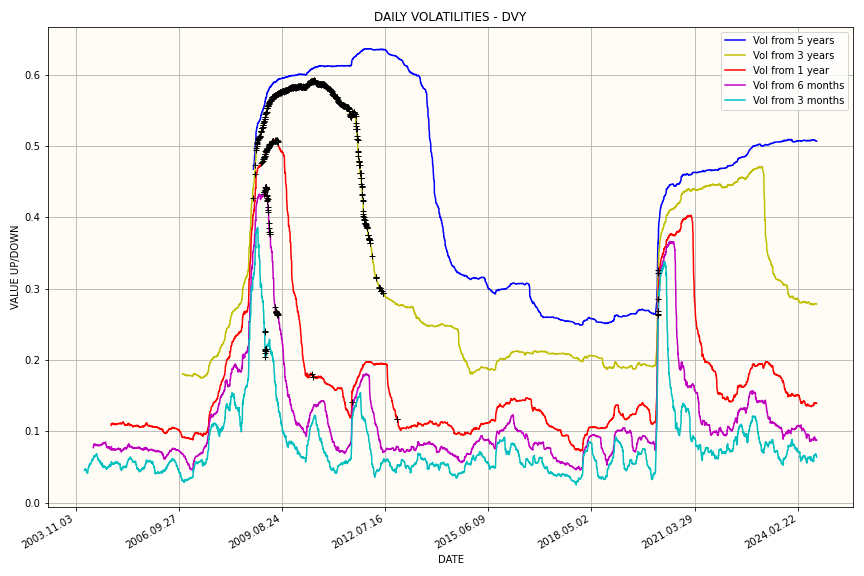 DAILY VOLATILITIES - DVY
Vol from 5 years
Vol from 3 years
Vol from 1 year
Vol from 6 months
Vol from 3 months
VALUE UP/DOWN
0.6
0.5
0.4
0.3
0.2
0.1
0.0
2003.11.03
2006.09.27
2009.08.24
2012.07.16
2015.06.09
2018.05.02
2021.03.29
2024.02.22
DATE